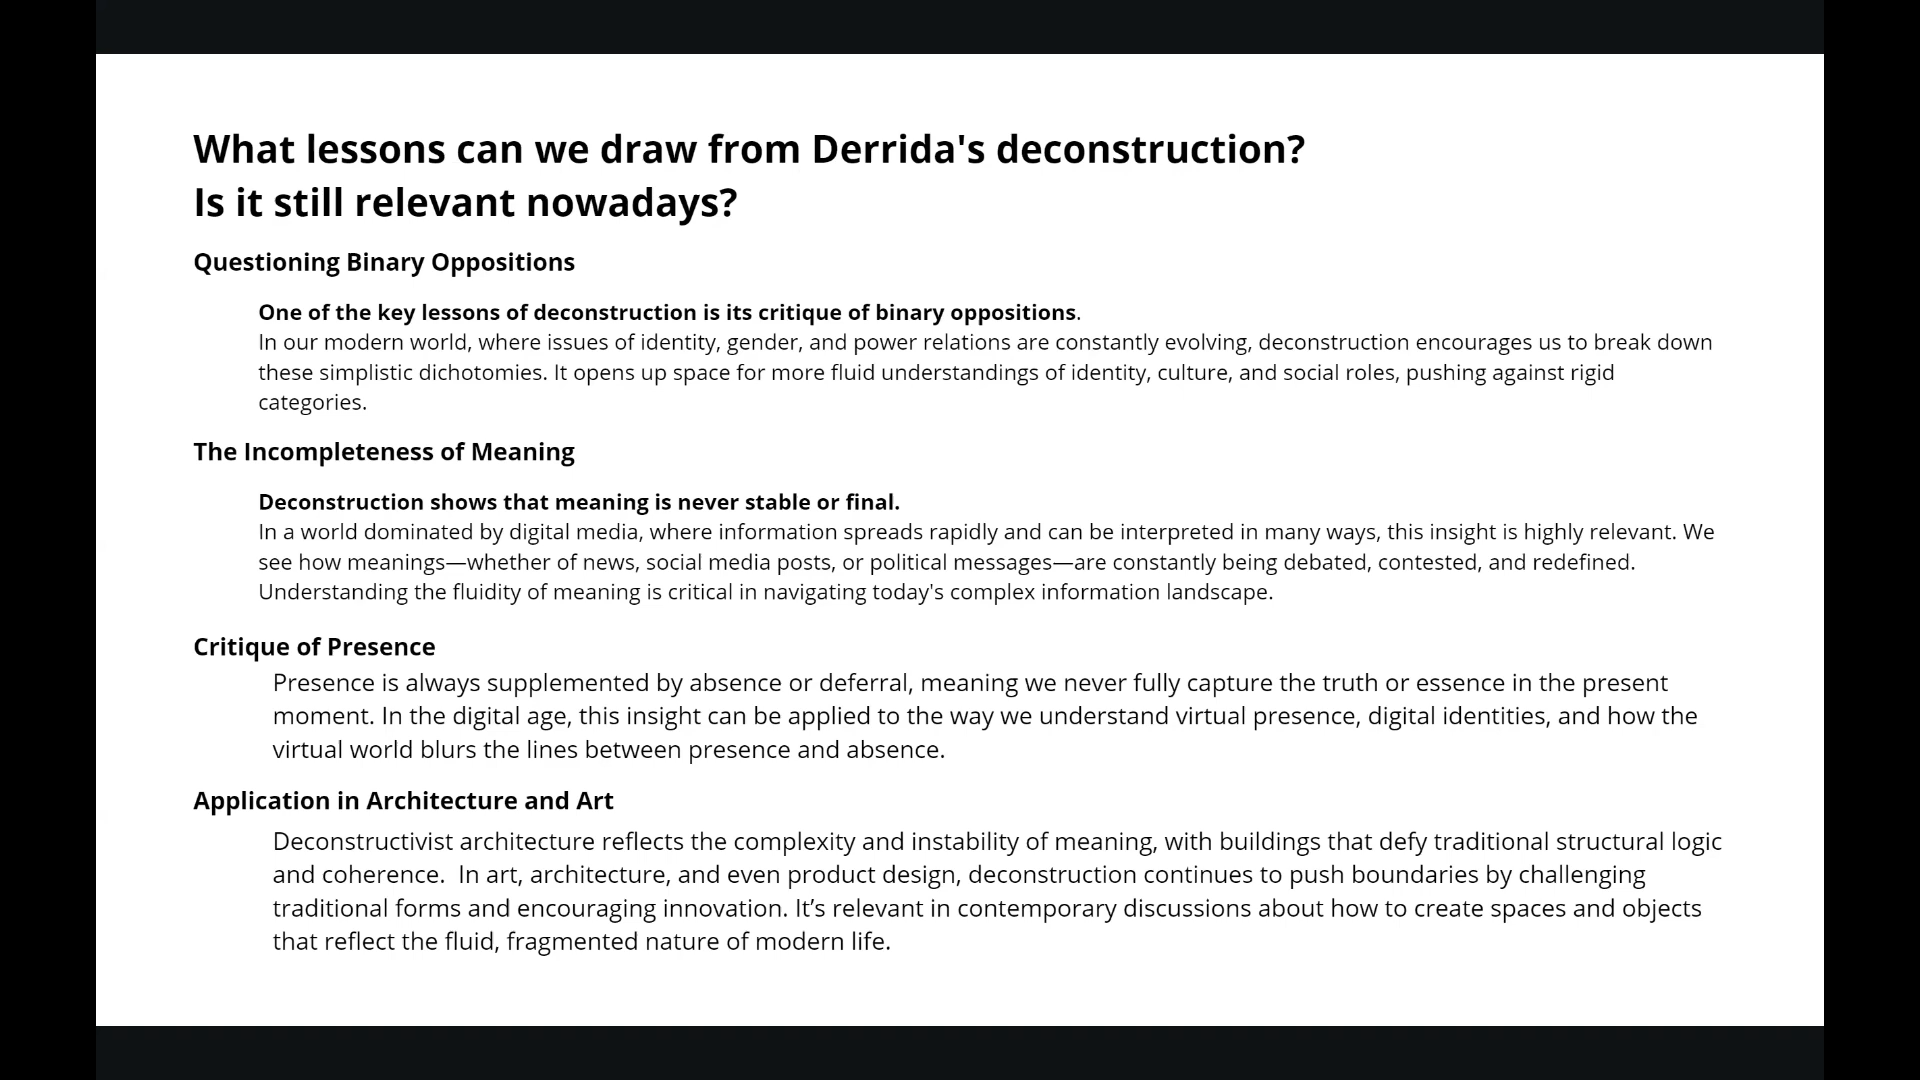 What lessons can we draw from Derrida's deconstruction?
Is it still relevant nowadays?
Questioning Binary Oppositions
One of the key lessons of deconstruction is its critique of binary oppositions.
In our modern world, where issues of identity, gender, and power relations are constantly evolving, deconstruction encourages us to break down
these simplistic dichotomies. It opens up space for more fluid understandings of identity, culture, and social roles, pushing against rigid
categories.
The Incompleteness of Meaning
Deconstruction shows that meaning is never stable or final.
In a world dominated by digital media, where information spreads rapidly and can be interpreted in many ways, this insight is highly relevant. We
see how meanings—whether of news, social media posts, or political messages—are constantly being debated, contested, and redefined.
Understanding the fluidity of meaning is critical in navigating today's complex information landscape.
Critique of Presence
Presence is always supplemented by absence or deferral, meaning we never fully capture the truth or essence in the present
moment. In the digital age, this insight can be applied to the way we understand virtual presence, digital identities, and how the
virtual world blurs the lines between presence and absence.
Application in Architecture and Art
Deconstructivist architecture reflects the complexity and instability of meaning, with buildings that defy traditional structural logic
and coherence.  In art, architecture, and even product design, deconstruction continues to push boundaries by challenging
traditional forms and encouraging innovation. It’s relevant in contemporary discussions about how to create spaces and objects
that reflect the fluid, fragmented nature of modern life.